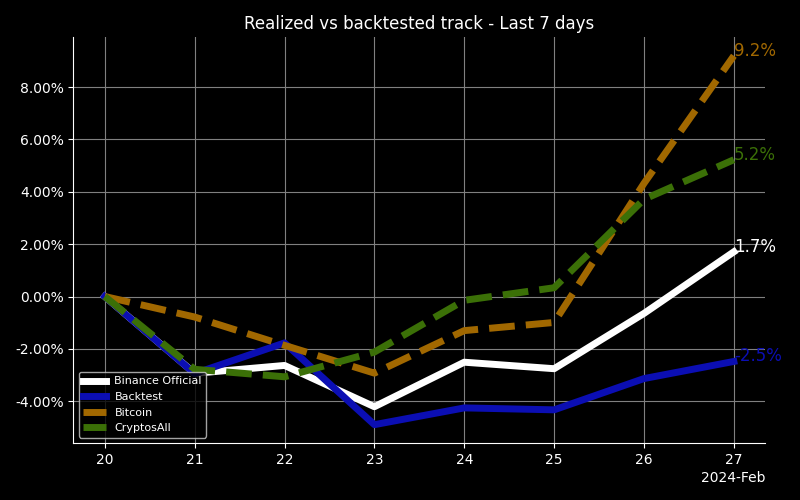 Realized vs backtested track - Last 7 days
9.2%
8.00%
6.00%
5.2%
4.00%
2.00%
1.7%
0.00%
-2.00%
-2.5%
-4.00%
Binance Official
Backtest
Bitcoin
CryptosAll
20 21 22 23 24 25 26 27
2024-Feb